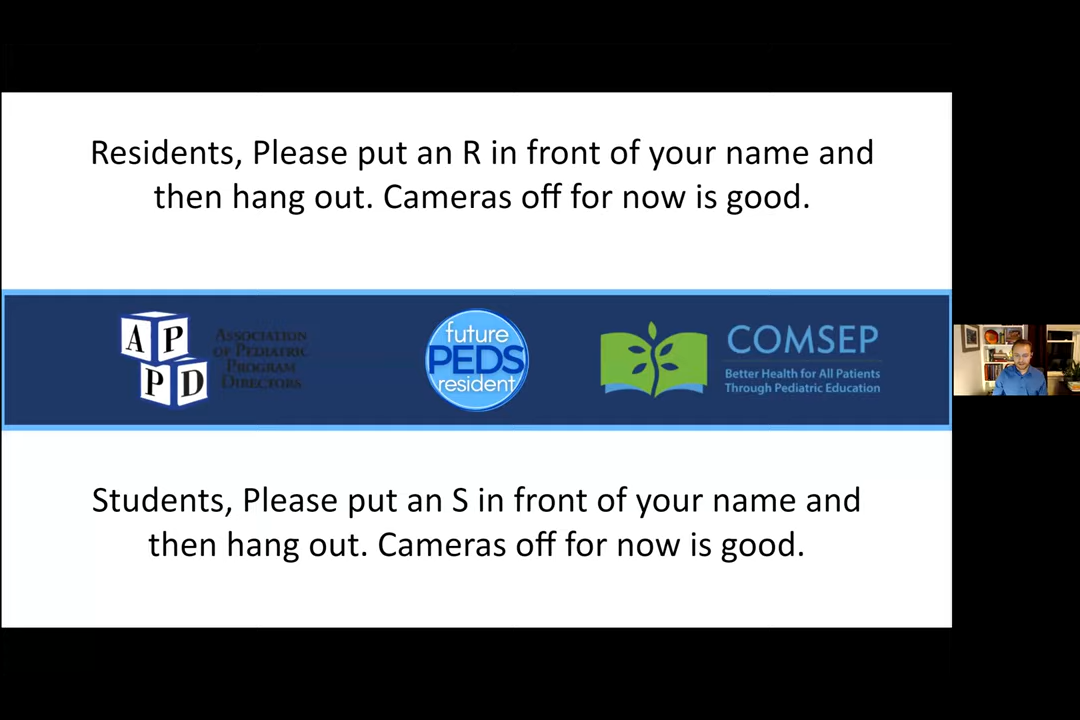 Residents, Please put an R in front of your name and
then hang out. Cameras off for now is good.
A P
P D
ASSOCIATION
OF PEDIATRIC
PROGRAM
DIRECTORS
future
PEDS
resident
COMSEP
Better Health for All Patients
Through Pediatric Education
Students, Please put an S in front of your name and
then hang out. Cameras off for now is good.